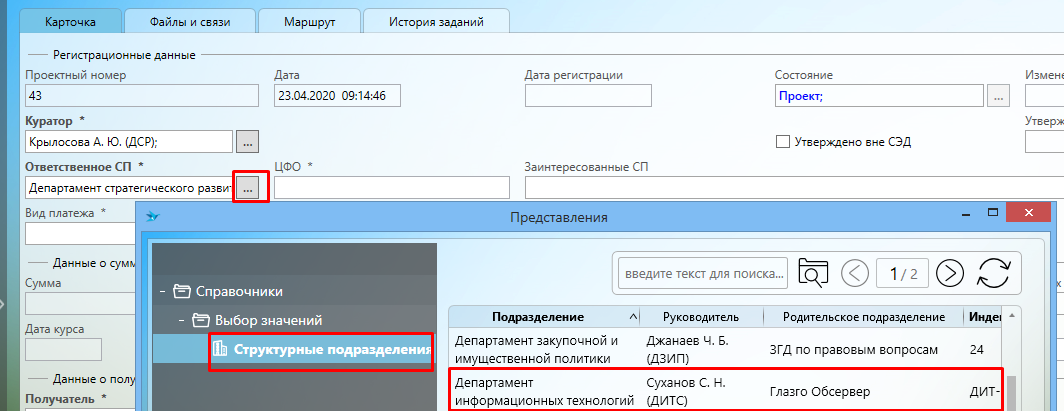 Карточка Файлы и связи Маршрут История заданий
Регистрационные данные
Проектный номер Дата Дата регистрации Состояние Измене
43 23.04.2020 09:14:46 Проект; ...
Куратор * Утверж
Крылосова А. Ю. (ДСР); ... Утверждено вне СЭД
Ответственное СП * ЦФО * Заинтересованные СП
Департамент стратегического развит ...
Вид платежа *
Представления
Данные о сумм
Сумма
Дата курса
Данные о полу
Получатель *
введите текст для поиска... 1 / 2
Справочники
Выбор значений
Структурные подразделения
Подразделение Руководитель Родительское подразделение Индек
Департамент закупочной и Джанаев Ч. Б.
имущественной политики (ДЗИП) ЗГД по правовым вопросам 24
Департамент Суханов С. Н.
информационных технологий (ДИТС) Глазго Обсервер ДИТ-